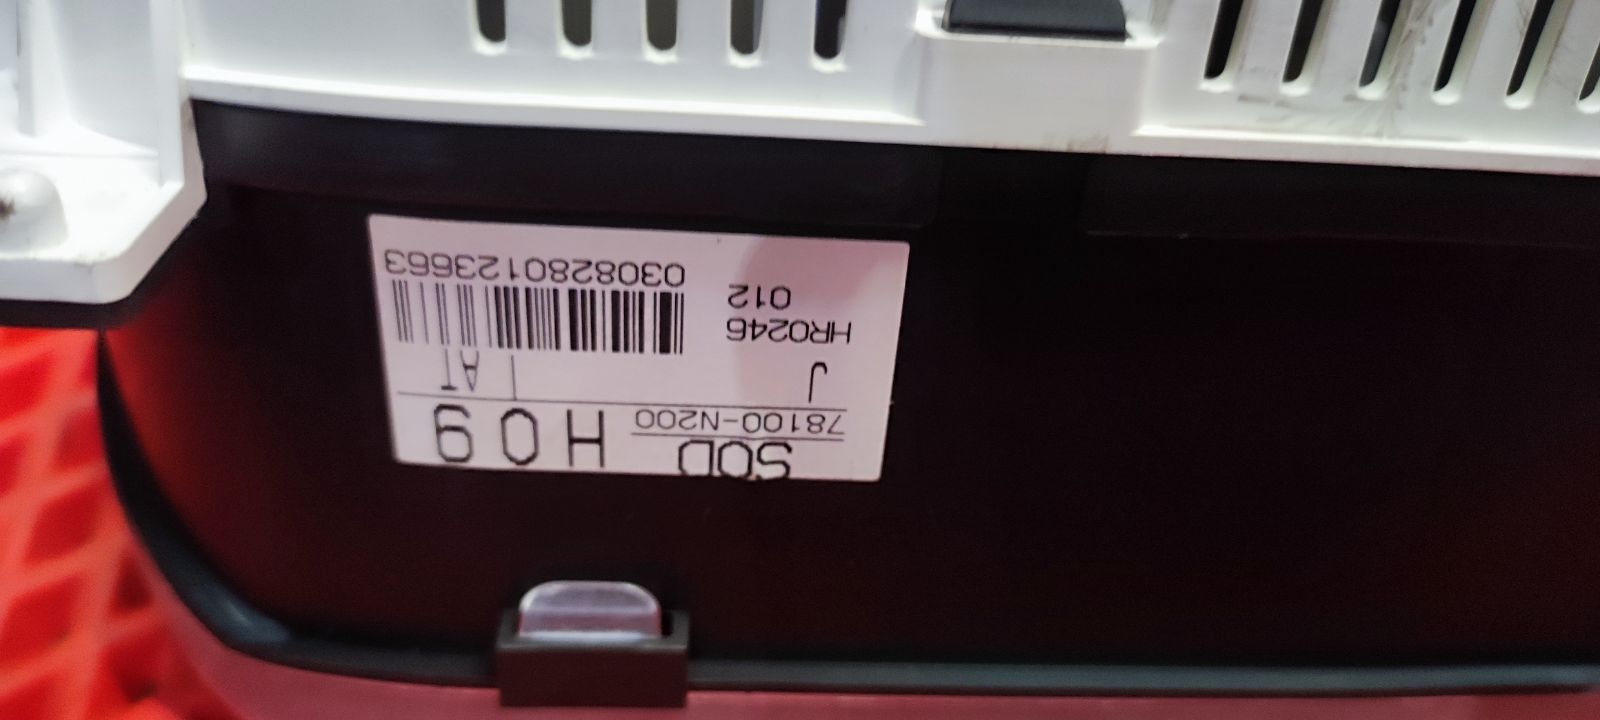 S0D H09
78100-N200
J AT
HR0246
012
0308280123663